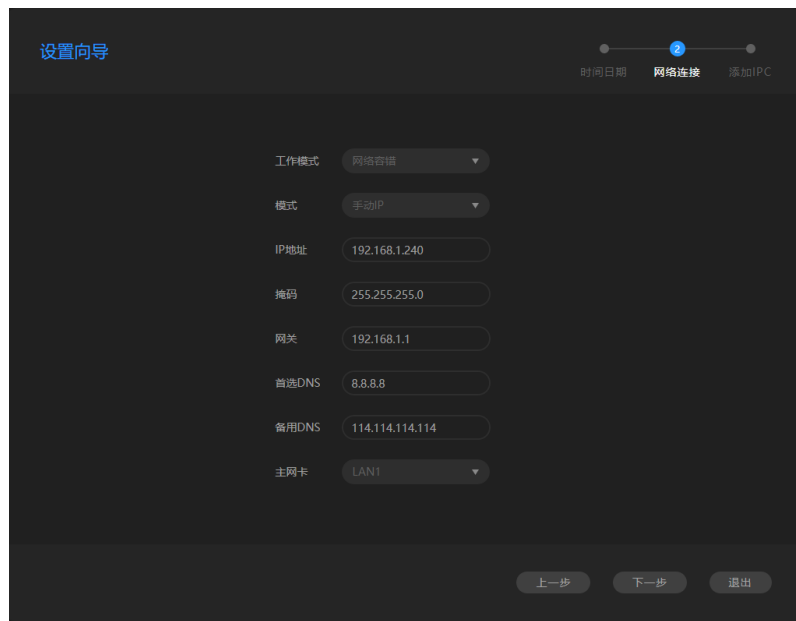 设置向导
2
时间日期 网络连接 添加IPC
工作模式 网络容错
模式 手动IP
IP地址 192.168.1.240
掩码 255.255.255.0
网关 192.168.1.1
首选DNS 8.8.8.8
备用DNS 114.114.114.114
主网卡 LAN1
上一步 下一步 退出